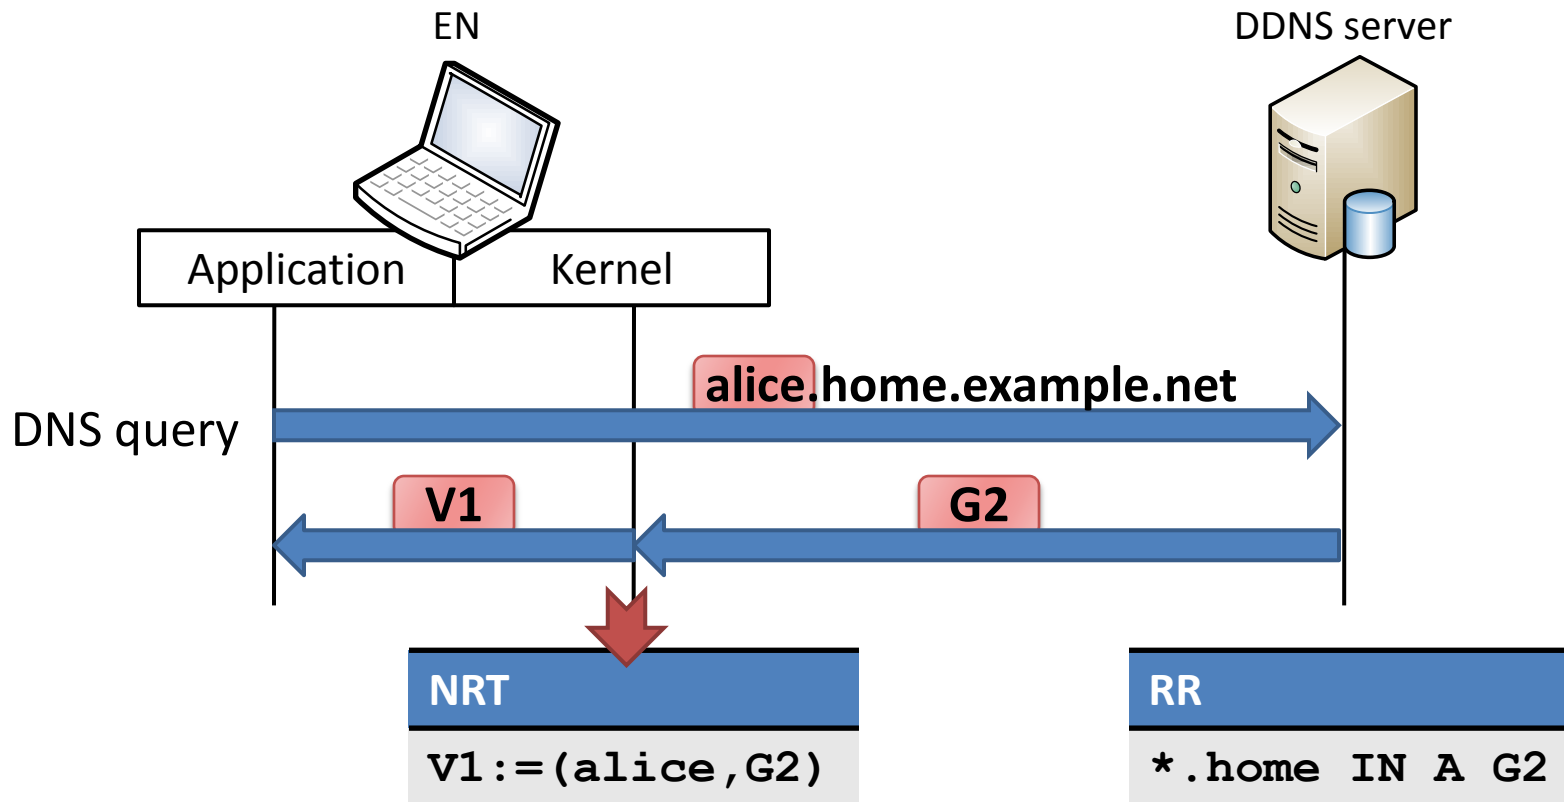 EN
DDNS server
Application
Kernel
alice.home.example.net
DNS query
V1
G2
NRT
V1:=(alice,G2)
RR
*.home IN A G2